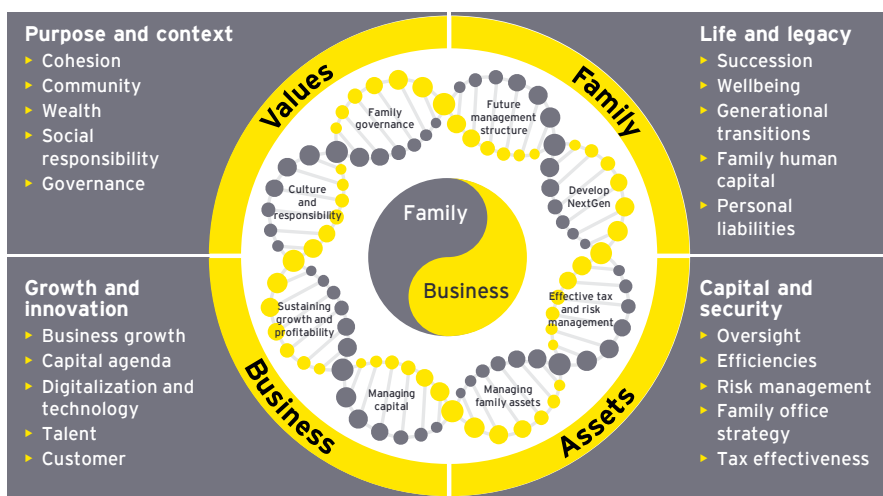 Purpose and context
Cohesion
Community
Wealth
Social
responsibility
Governance
Life and legacy
Succession
Wellbeing
Generational
transitions
Family human
capital
Personal
liabilities
Values
Family
Family
governance
Future
management
structure
Culture
and
responsibility
Develop
NextGen
Family
Business
Sustaining
growth and
profitability
Effective tax
and risk
management
Managing
capital
Managing
family assets
Business
Assets
Growth and
innovation
Business growth
Capital agenda
Digitalization and
technology
Talent
Customer
Capital and
security
Oversight
Efficiencies
Risk management
Family office
strategy
Tax effectiveness